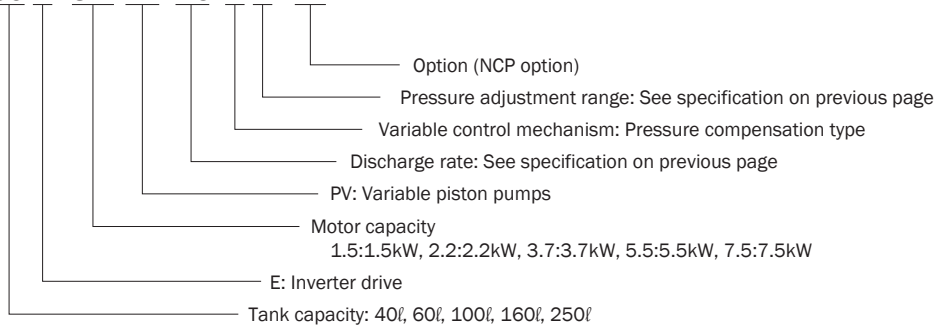 Option (NCP option)
Pressure adjustment range: See specification on previous page
Variable control mechanism: Pressure compensation type
Discharge rate: See specification on previous page
PV: Variable piston pumps
Motor capacity
1.5:1.5kW, 2.2:2.2kW, 3.7:3.7kW, 5.5:5.5kW, 7.5:7.5kW
E: Inverter drive
Tank capacity: 40ℓ, 60ℓ, 100ℓ, 160ℓ, 250ℓ